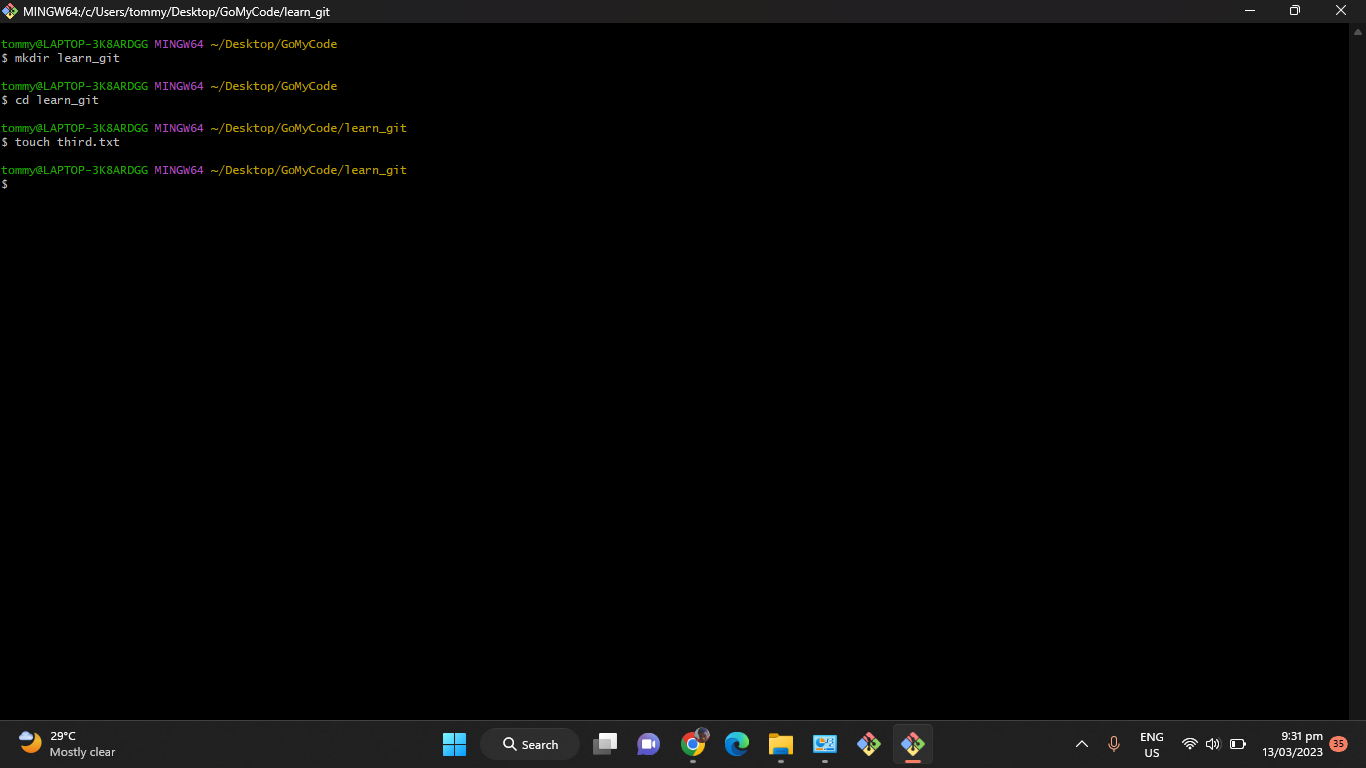 MINGW64:/c/Users/tommy/Desktop/GoMyCode/learn_git
tommy@LAPTOP-3K8ARDGG MINGW64 ~/Desktop/GoMyCode
$ mkdir learn_git
tommy@LAPTOP-3K8ARDGG MINGW64 ~/Desktop/GoMyCode
$ cd learn_git
tommy@LAPTOP-3K8ARDGG MINGW64 ~/Desktop/GoMyCode/learn_git
$ touch third.txt
tommy@LAPTOP-3K8ARDGG MINGW64 ~/Desktop/GoMyCode/learn_git
$
29°C
Mostly clear
Search
ENG
US
9:31 pm
13/03/2023
35